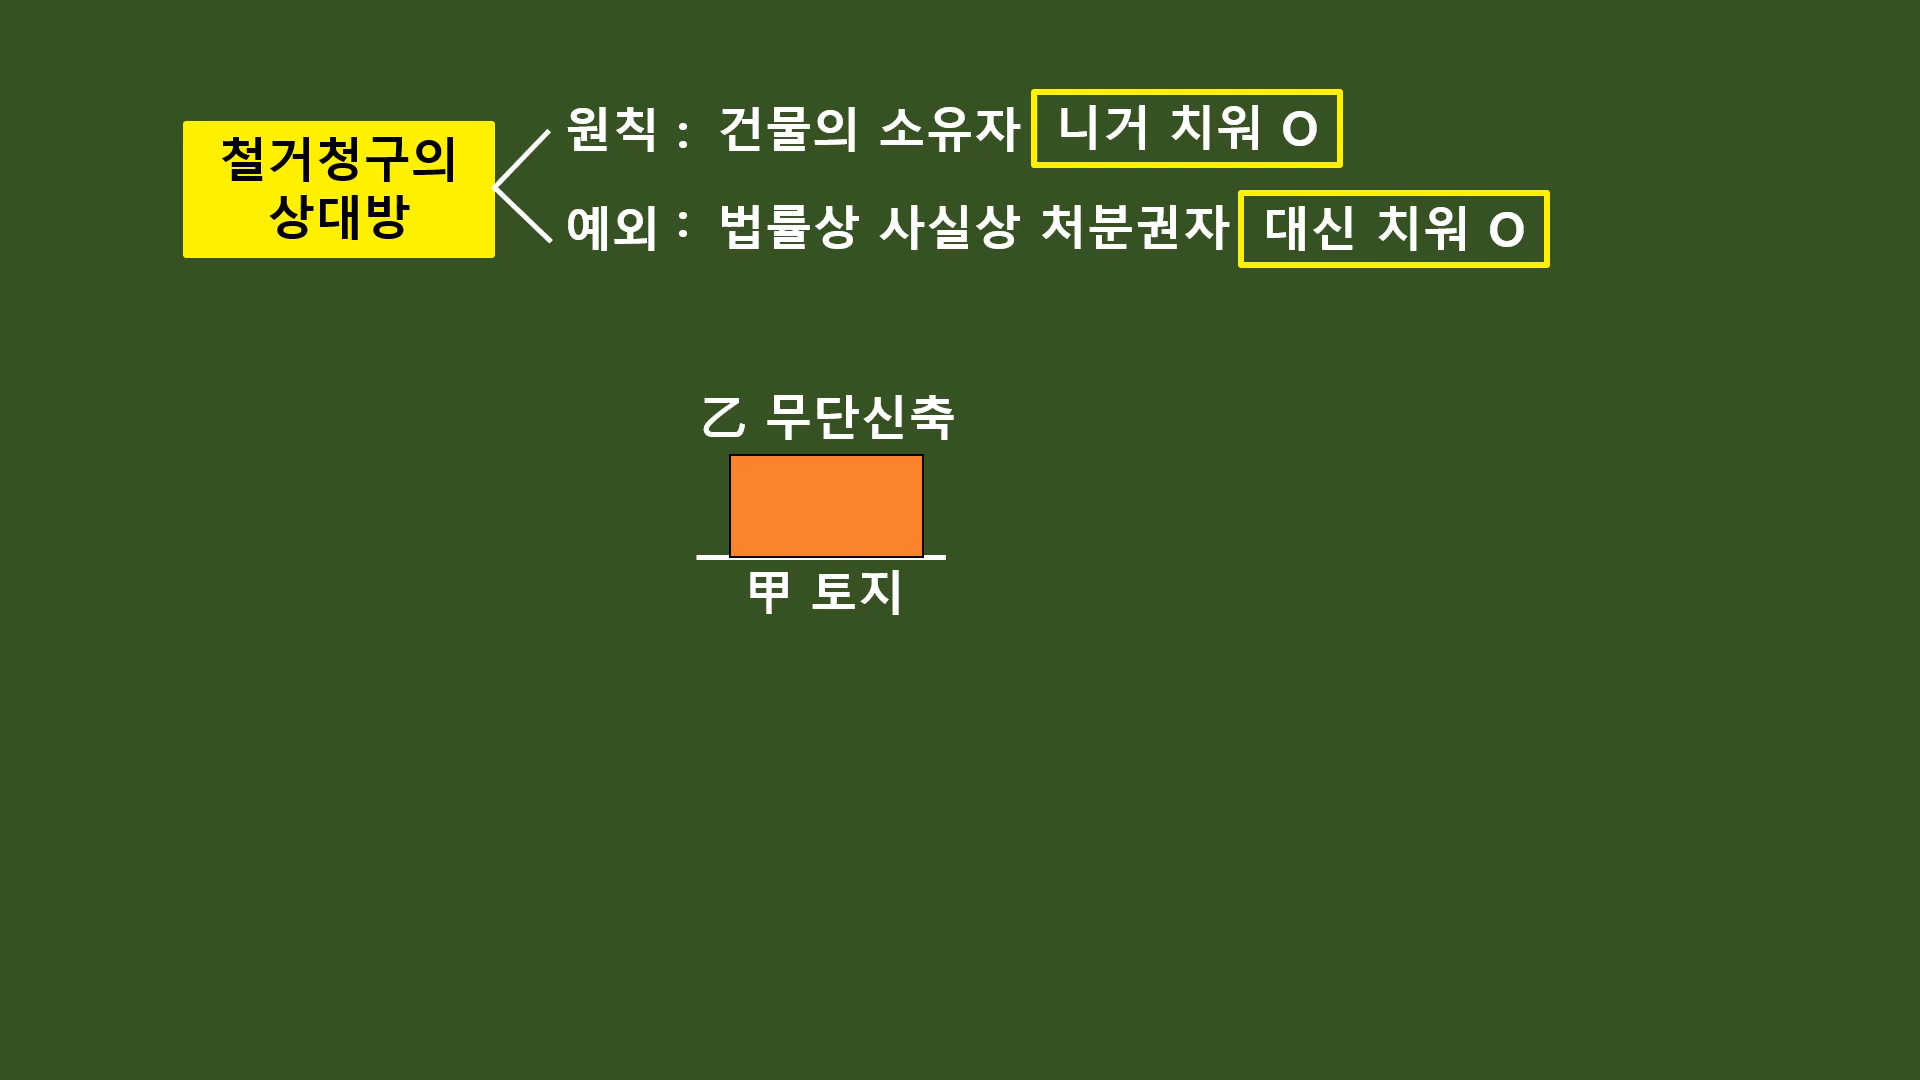 철거청구의
상대방
원칙 : 건물의 소유자 니거 치워 O
예외 : 법률상 사실상 처분권자 대신 치워 O
乙 무단신축
甲 토지